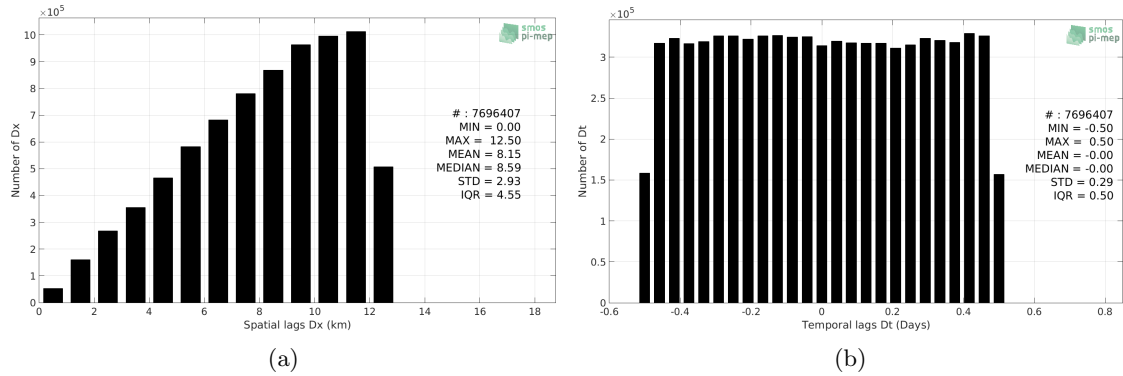 ×10⁵
10
9
8
7
6
5
4
3
2
1
0
Number of Dx
0 2 4 6 8 10 12 14 16 18
Spatial lags Dx (km)
smos
pi-mep
# : 7696407
MIN = 0.00
MAX = 12.50
MEAN = 8.15
MEDIAN = 8.59
STD = 2.93
IQR = 4.55
(a)
×10⁵
3
2.5
2
1.5
1
0.5
0
Number of Dt
-0.6 -0.4 -0.2 0 0.2 0.4 0.6 0.8
Temporal lags Dt (Days)
smos
pi-mep
# : 7696407
MIN = -0.50
MAX = 0.50
MEAN = -0.00
MEDIAN = -0.00
STD = 0.29
IQR = 0.50
(b)